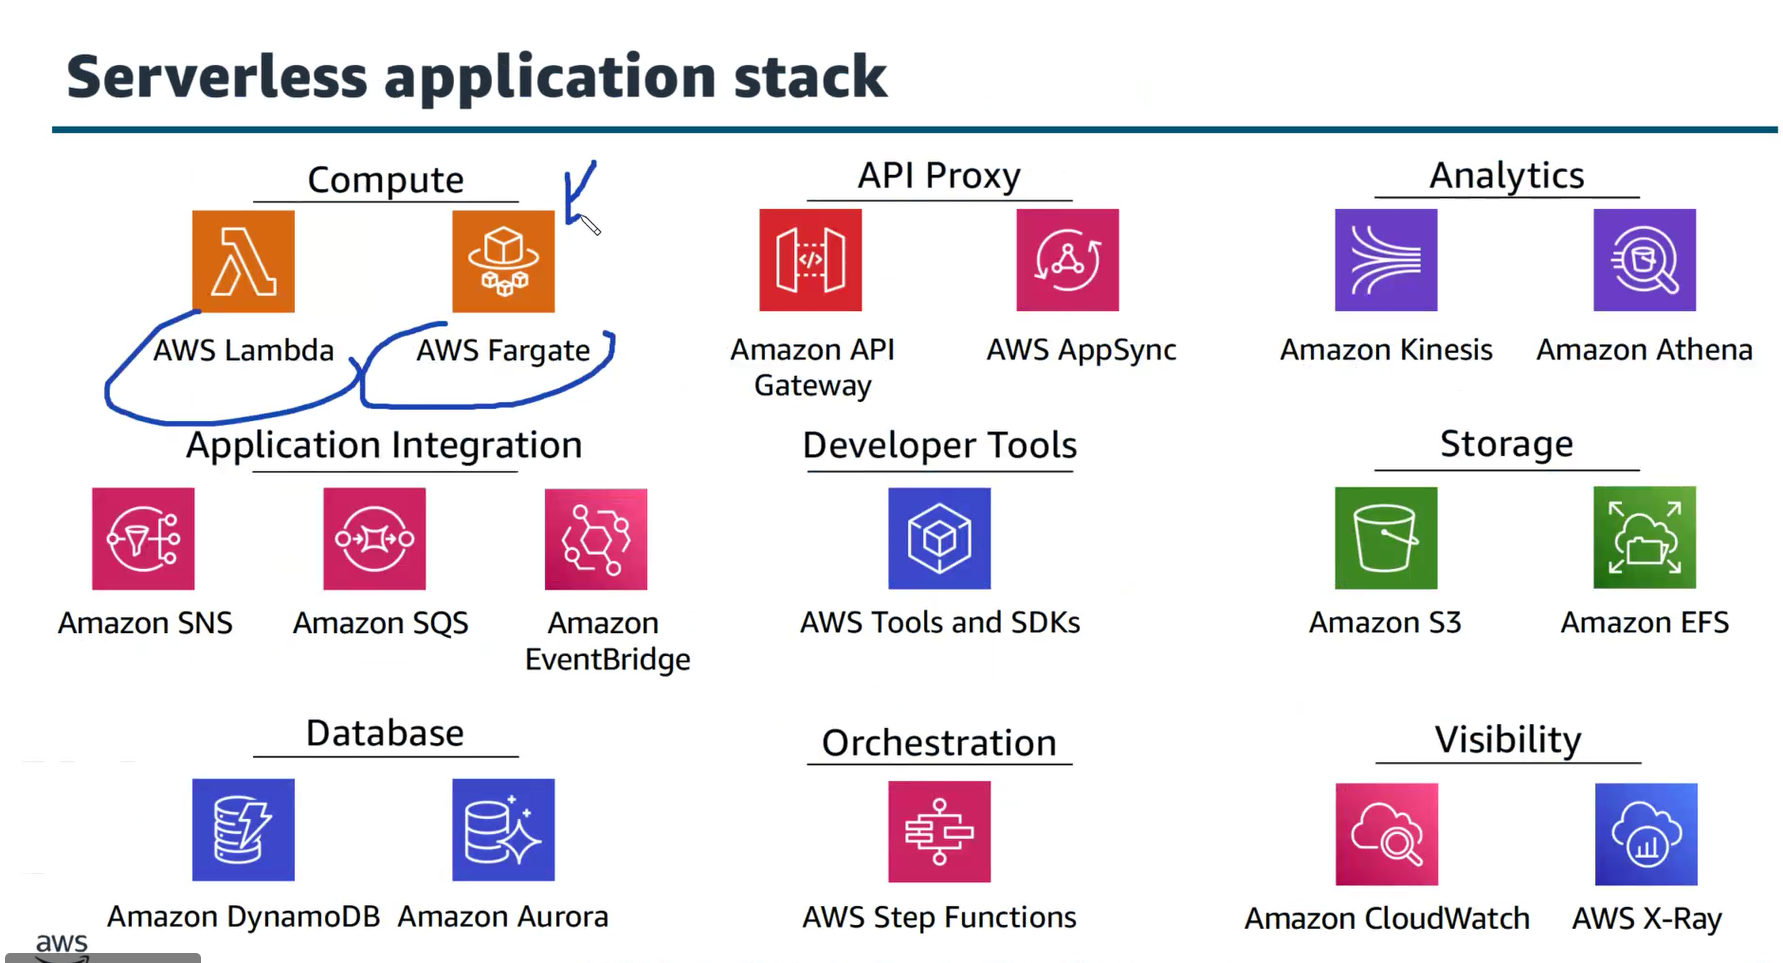 Serverless application stack
Compute
K
AWS Lambda
AWS Fargate
API Proxy
</>
Amazon API
Gateway
AWS AppSync
Analytics
Amazon Kinesis
Amazon Athena
Application Integration
Amazon SNS
Amazon SQS
Amazon
EventBridge
Developer Tools
AWS Tools and SDKs
Storage
Amazon S3
Amazon EFS
Database
Amazon DynamoDB
Amazon Aurora
Orchestration
AWS Step Functions
Visibility
Amazon CloudWatch
AWS X-Ray
aws